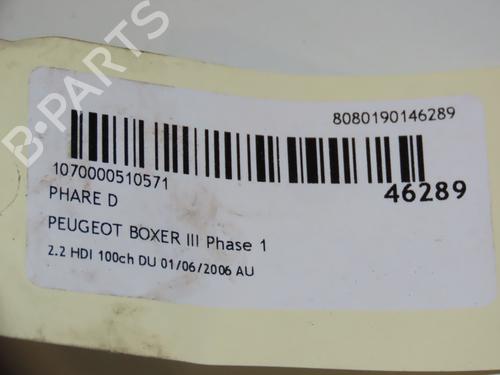 B-PARTS
8080190146289
1070000510571
46289
PHARE D
PEUGEOT BOXER III Phase 1
2.2 HDI 100ch DU 01/06/2006 AU